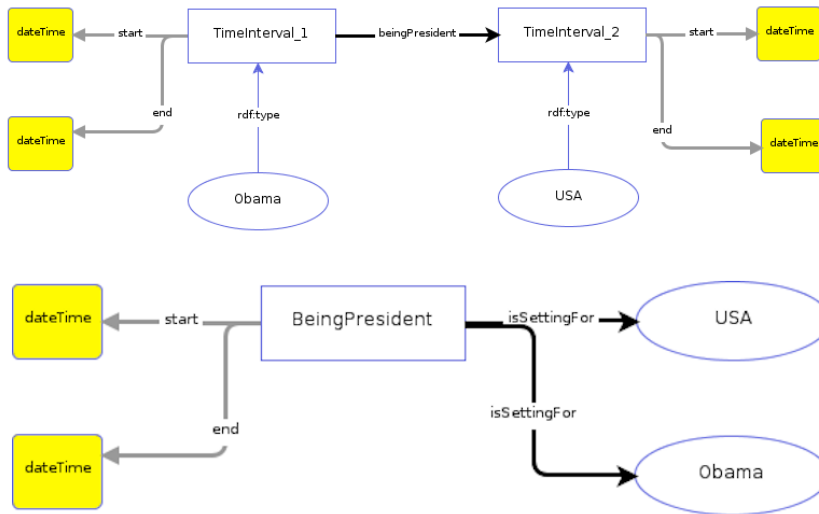 dateTime
start
TimeInterval_1
beingPresident
TimeInterval_2
start
dateTime
end
dateTime
rdf:type
rdf:type
end
dateTime
Obama
USA
dateTime
start
BeingPresident
isSettingFor
USA
isSettingFor
end
dateTime
Obama